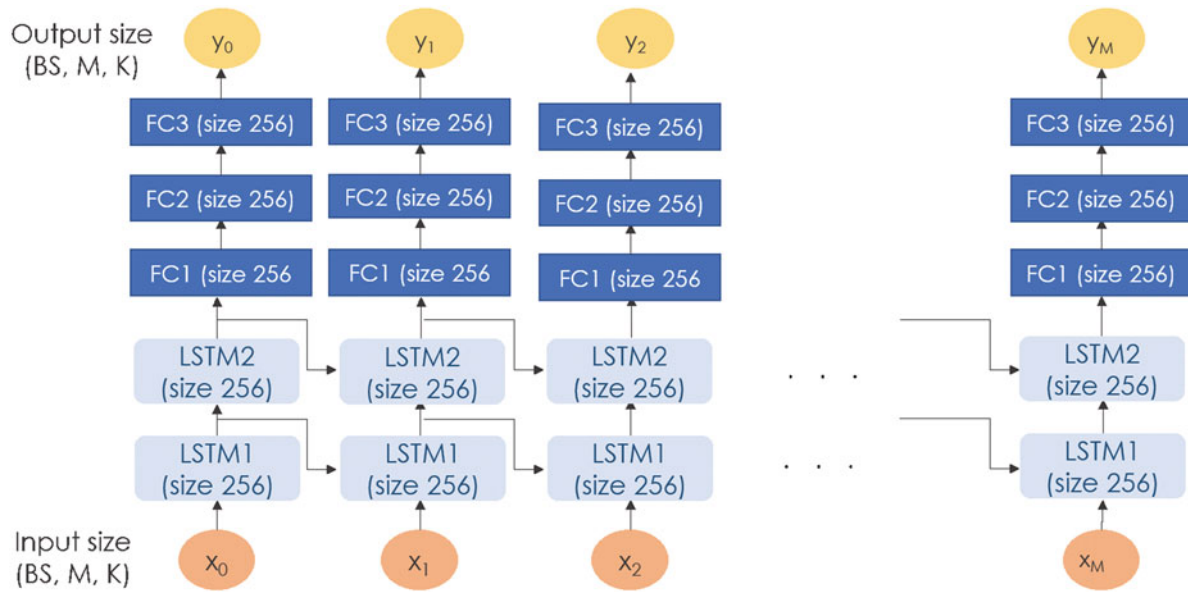 Output size
(BS, M, K)
y0 y1 y2 yM
FC3 (size 256) FC3 (size 256) FC3 (size 256) FC3 (size 256)
FC2 (size 256) FC2 (size 256) FC2 (size 256) FC2 (size 256)
FC1 (size 256 FC1 (size 256 FC1 (size 256 FC1 (size 256
LSTM2 LSTM2 LSTM2 LSTM2
(size 256) (size 256) (size 256) . . . (size 256)
LSTM1 LSTM1 LSTM1 LSTM1
(size 256) (size 256) (size 256) . . . (size 256)
Input size
(BS, M, K)
x0 x1 x2 xM